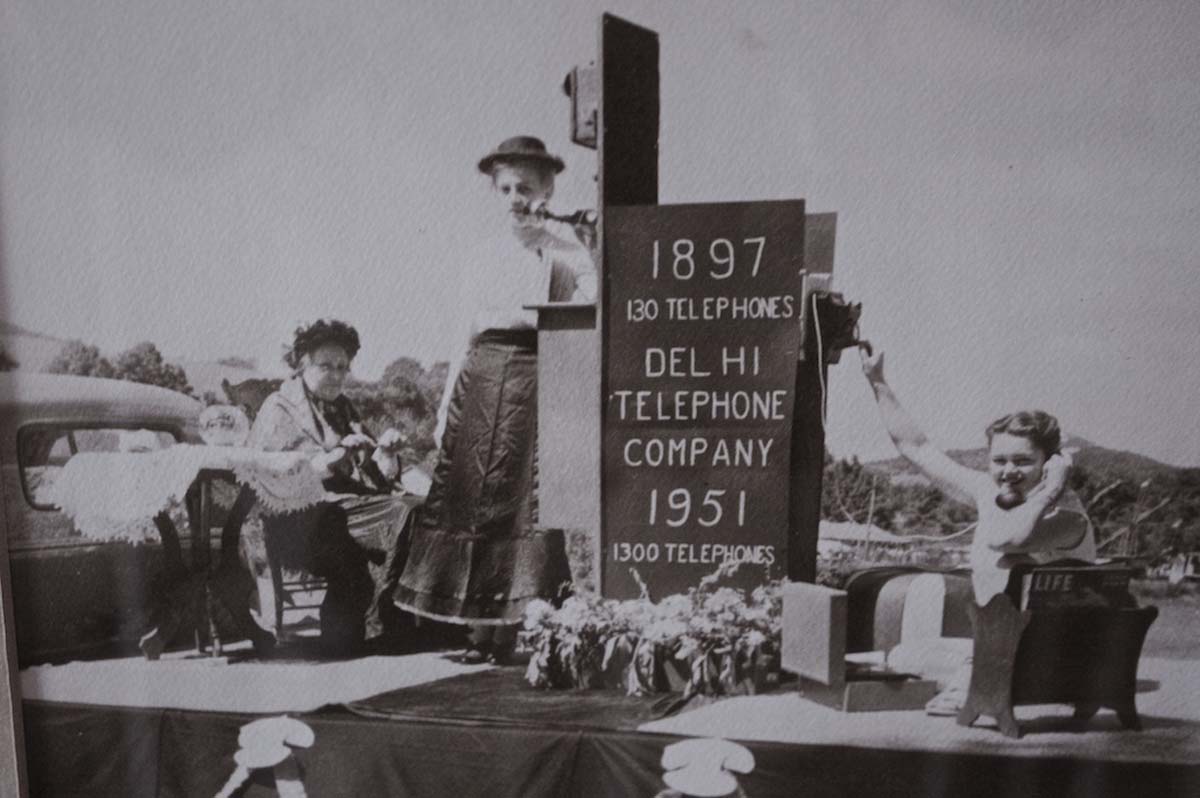 1897
130 TELEPHONES
DELHI
TELEPHONE
COMPANY
1951
1300 TELEPHONES
LIFE